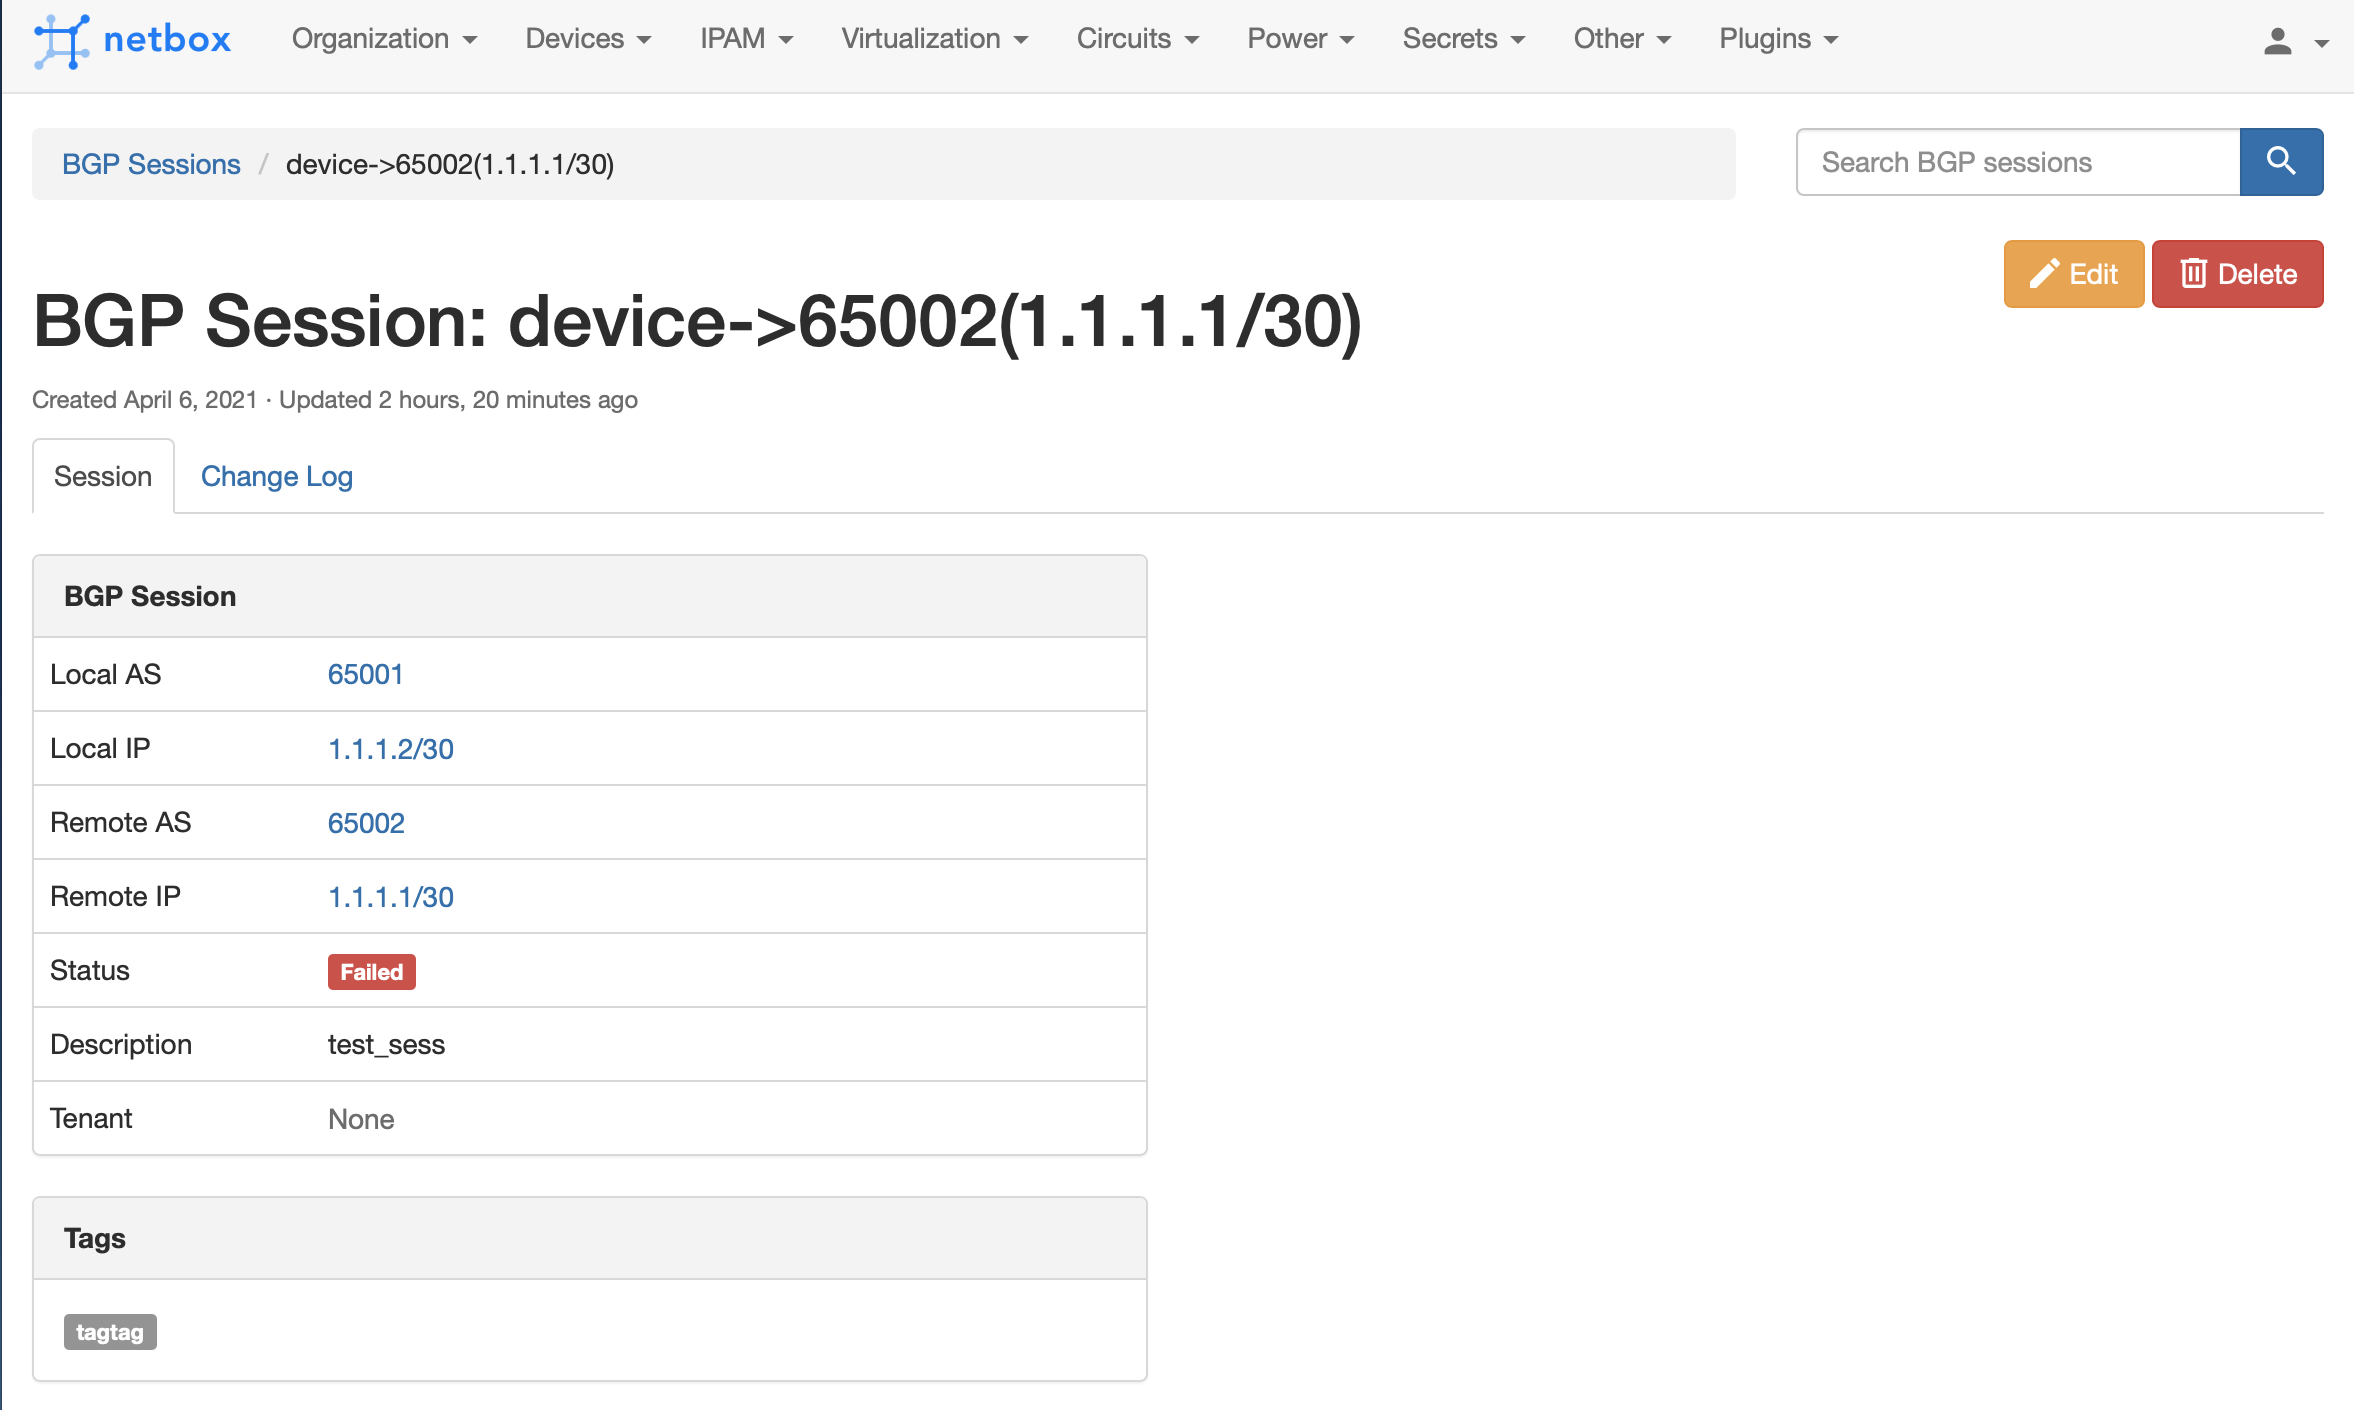 netbox Organization Devices IPAM Virtualization Circuits Power Secrets Other Plugins
BGP Sessions / device->65002(1.1.1.1/30)
Search BGP sessions
Edit Delete
BGP Session: device->65002(1.1.1.1/30)
Created April 6, 2021 · Updated 2 hours, 20 minutes ago
Session Change Log
BGP Session
Local AS 65001
Local IP 1.1.1.2/30
Remote AS 65002
Remote IP 1.1.1.1/30
Status Failed
Description test_sess
Tenant None
Tags
tagtag